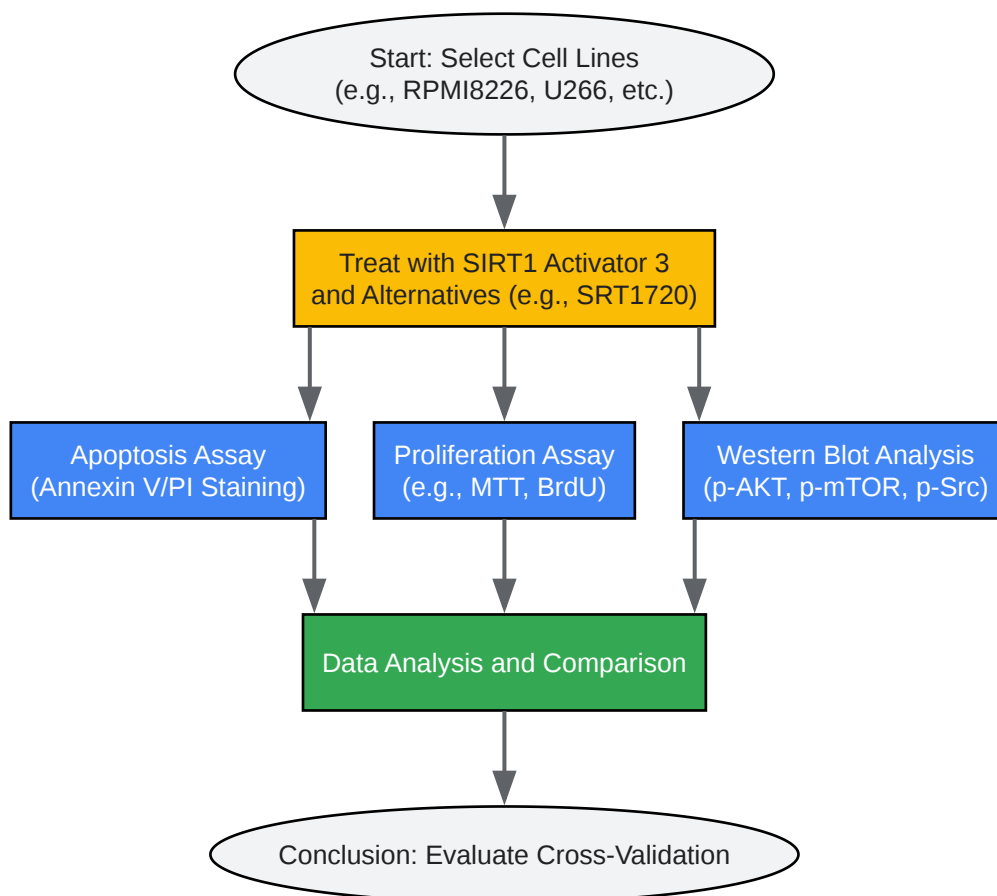 Start: Select Cell Lines
(e.g., RPMI8226, U266, etc.)
Treat with SIRT1 Activator 3
and Alternatives (e.g., SRT1720)
Apoptosis Assay
(Annexin V/PI Staining)
Proliferation Assay
(e.g., MTT, BrdU)
Western Blot Analysis
(p-AKT, p-mTOR, p-Src)
Data Analysis and Comparison
Conclusion: Evaluate Cross-Validation